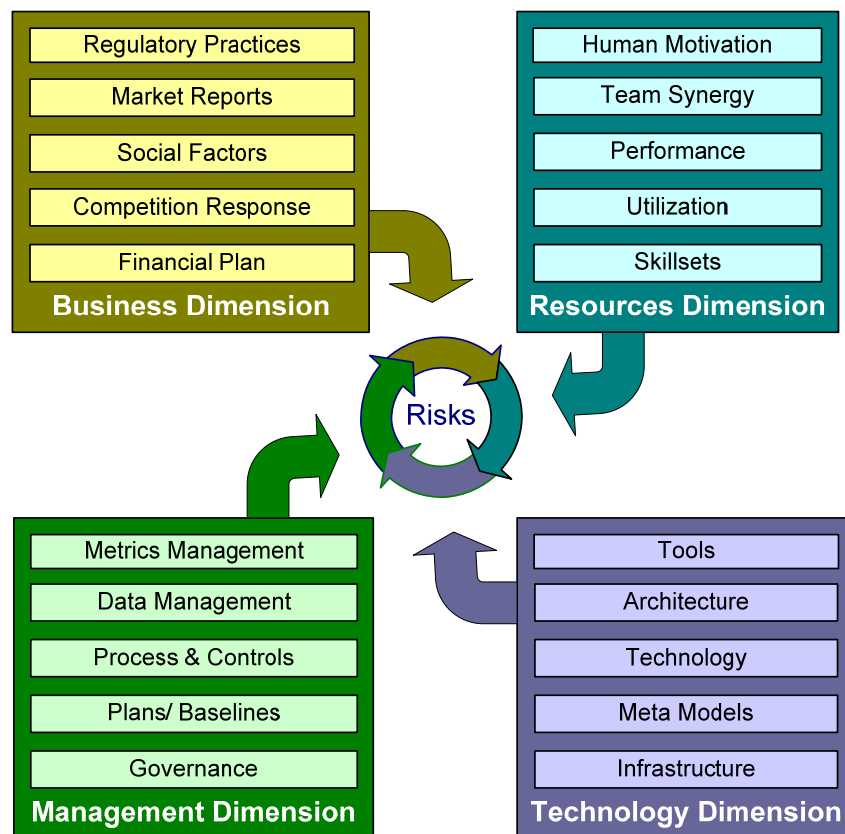 Regulatory Practices
Market Reports
Social Factors
Competition Response
Financial Plan
Business Dimension
Human Motivation
Team Synergy
Performance
Utilization
Skillsets
Resources Dimension
Risks
Metrics Management
Data Management
Process & Controls
Plans/ Baselines
Governance
Management Dimension
Tools
Architecture
Technology
Meta Models
Infrastructure
Technology Dimension